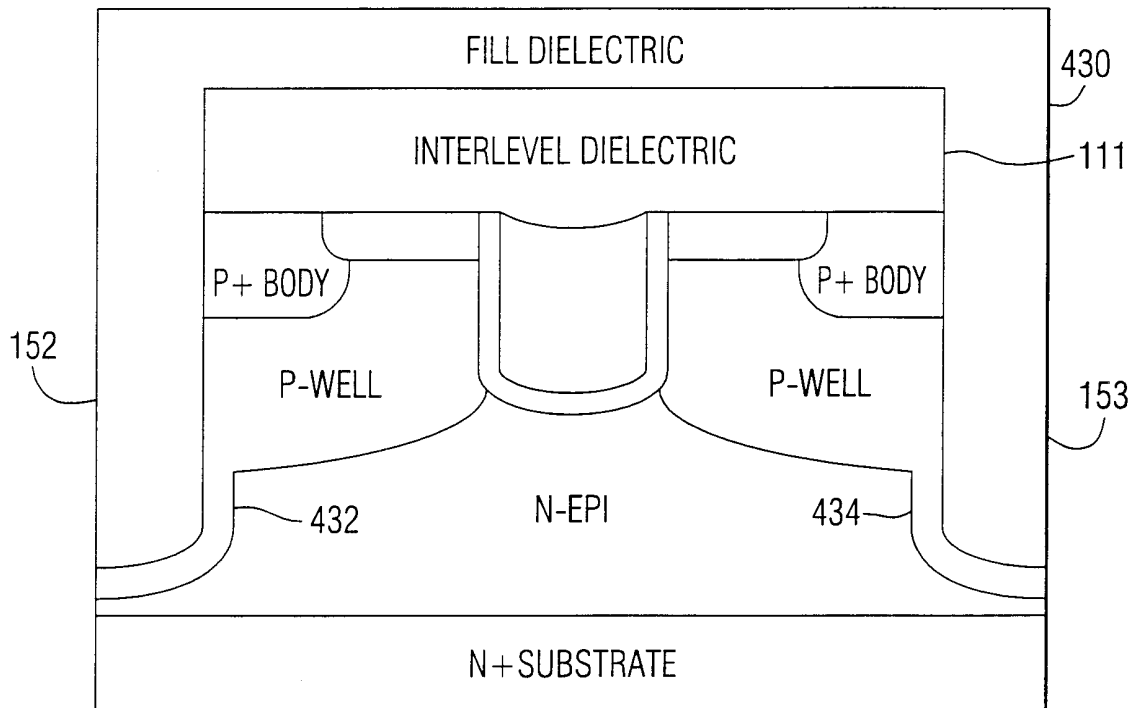 FILL DIELECTRIC
430
INTERLEVEL DIELECTRIC
111
P+ BODY
P+ BODY
152
P-WELL
P-WELL
153
432
N-EPI
434
N+SUBSTRATE